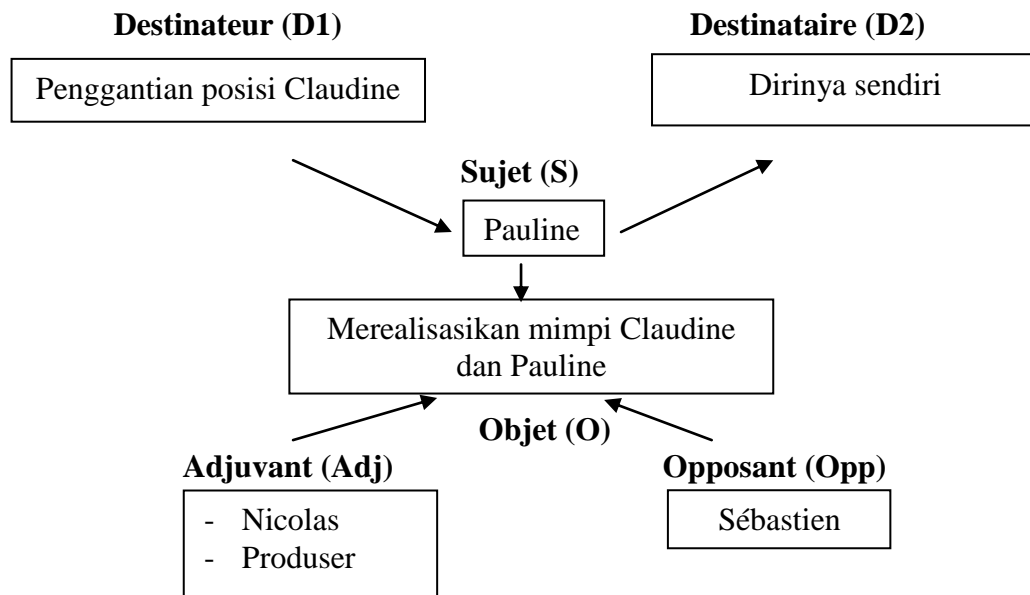 Destinateur (D1)
Destinataire (D2)
Penggantian posisi Claudine
Dirinya sendiri
Sujet (S)
Pauline
Merealisasikan mimpi Claudine
dan Pauline
Objet (O)
Adjuvant (Adj)
Opposant (Opp)
- Nicolas
- Produser
Sébastien